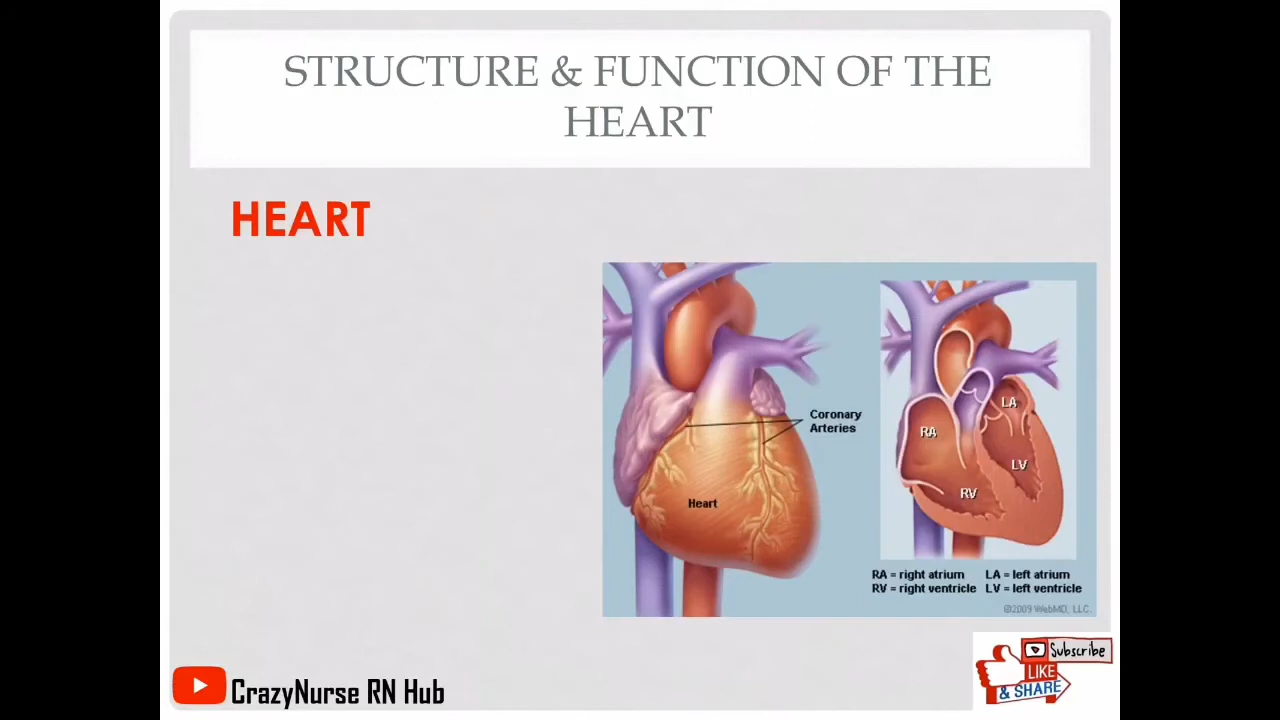 STRUCTURE & FUNCTION OF THE
HEART
HEART
Coronary
Arteries
Heart
RA
LA
LV
RV
RA = right atrium LA = left atrium
RV = right ventricle LV = left ventricle
©2009 WebMD, LLC.
CrazyNurse RN Hub
Subscribe
LIKE
& SHARE